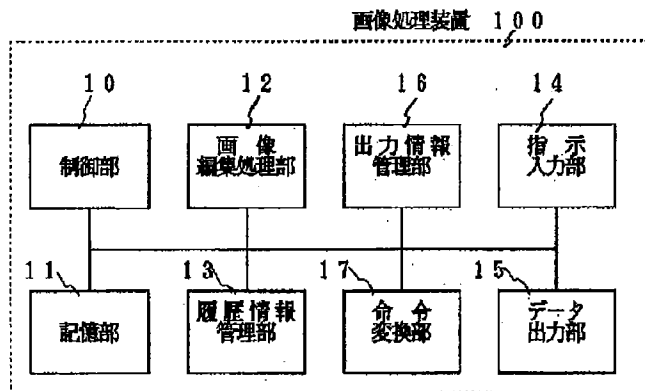 画像処理装置 100
10
12
16
14
制御部
画像
編集処理部
出力情報
管理部
指示
入力部
11
13
17
15
記憶部
履歴情報
管理部
命令
変換部
データ
出力部